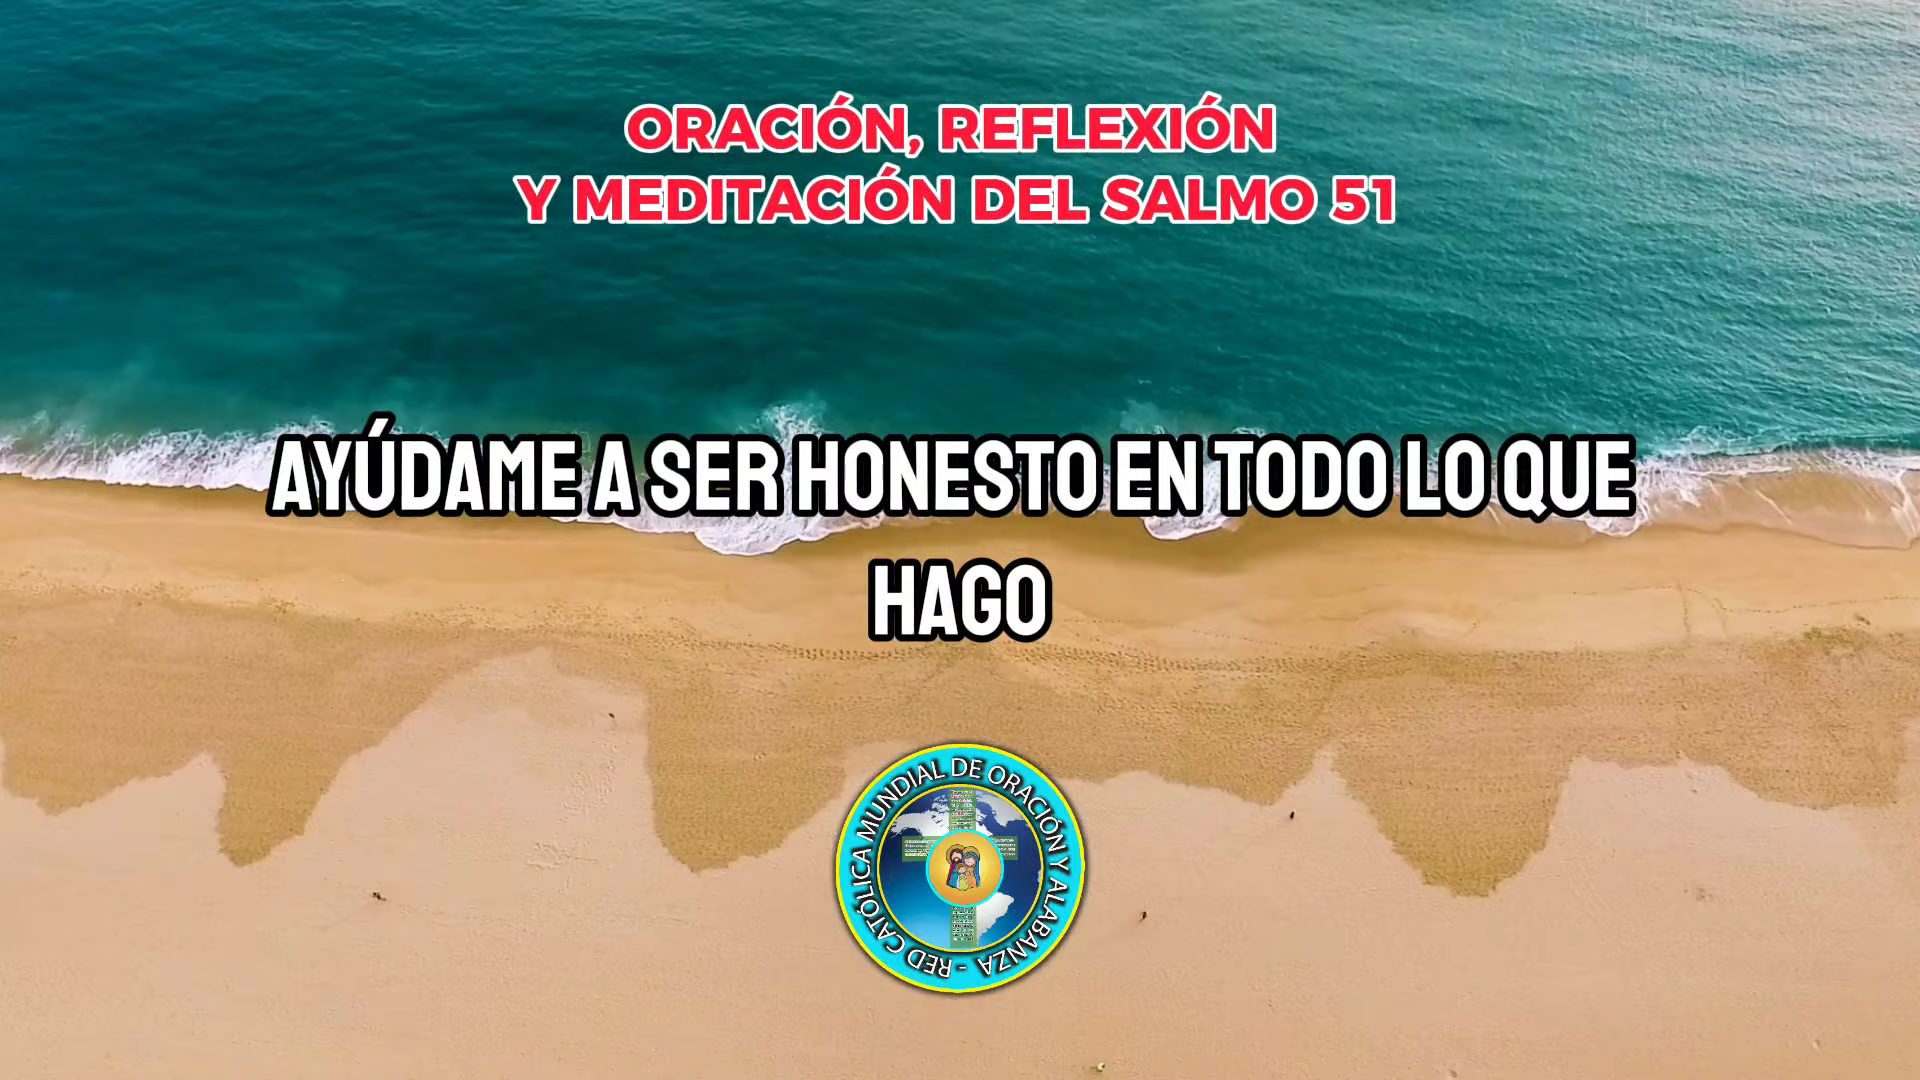 ORACIÓN, REFLEXIÓN
Y MEDITACIÓN DEL SALMO 51
AYÚDAME A SER HONESTO EN TODO LO QUE
HAGO
RED CATÓLICA MUNDIAL DE ORACIÓN Y ALABANZA -